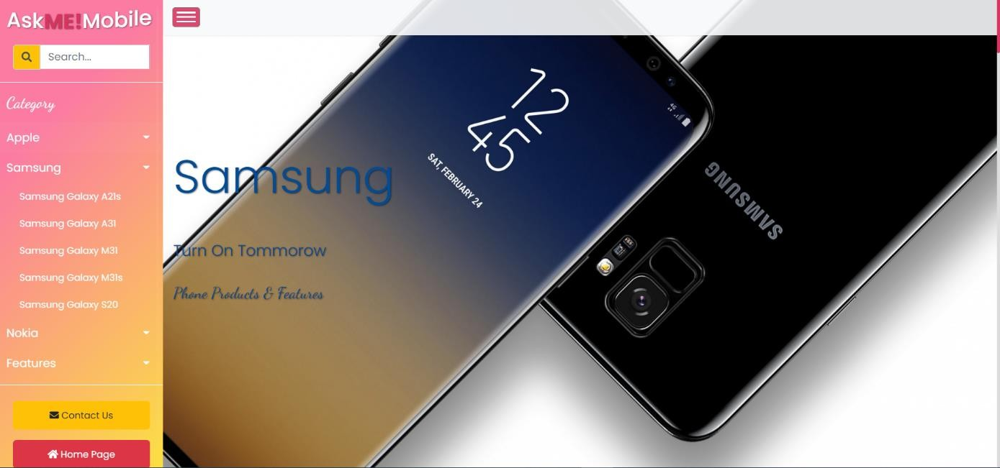 AskME!Mobile
Search...
Category
Apple
Samsung
Samsung Galaxy A21s
Samsung Galaxy A31
Samsung Galaxy M31
Samsung Galaxy M31s
Samsung Galaxy S20
Nokia
Features
Contact Us
Home Page
12
45
SAT, FEBRUARY 24
4G
SAMSUNG
Samsung
Turn On Tommorow
Phone Products & Features